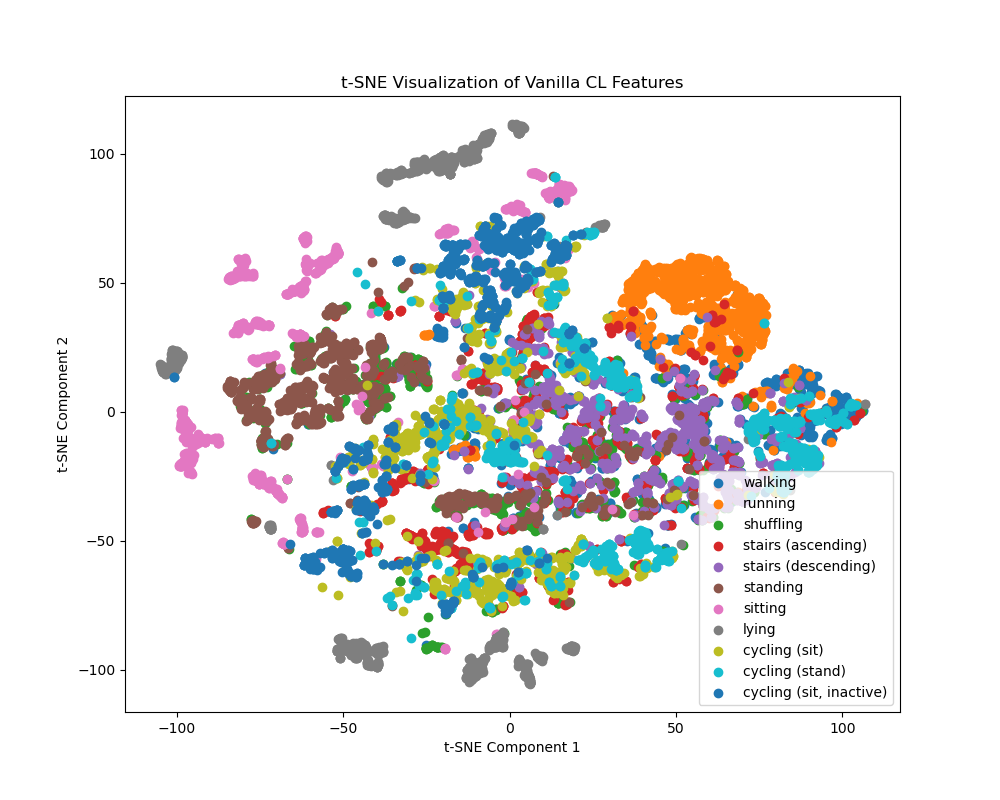 t-SNE Visualization of Vanilla CL Features
100
50
0
−50
−100
t-SNE Component 2
−100
−50
0
50
100
t-SNE Component 1
walking
running
shuffling
stairs (ascending)
stairs (descending)
standing
sitting
lying
cycling (sit)
cycling (stand)
cycling (sit, inactive)